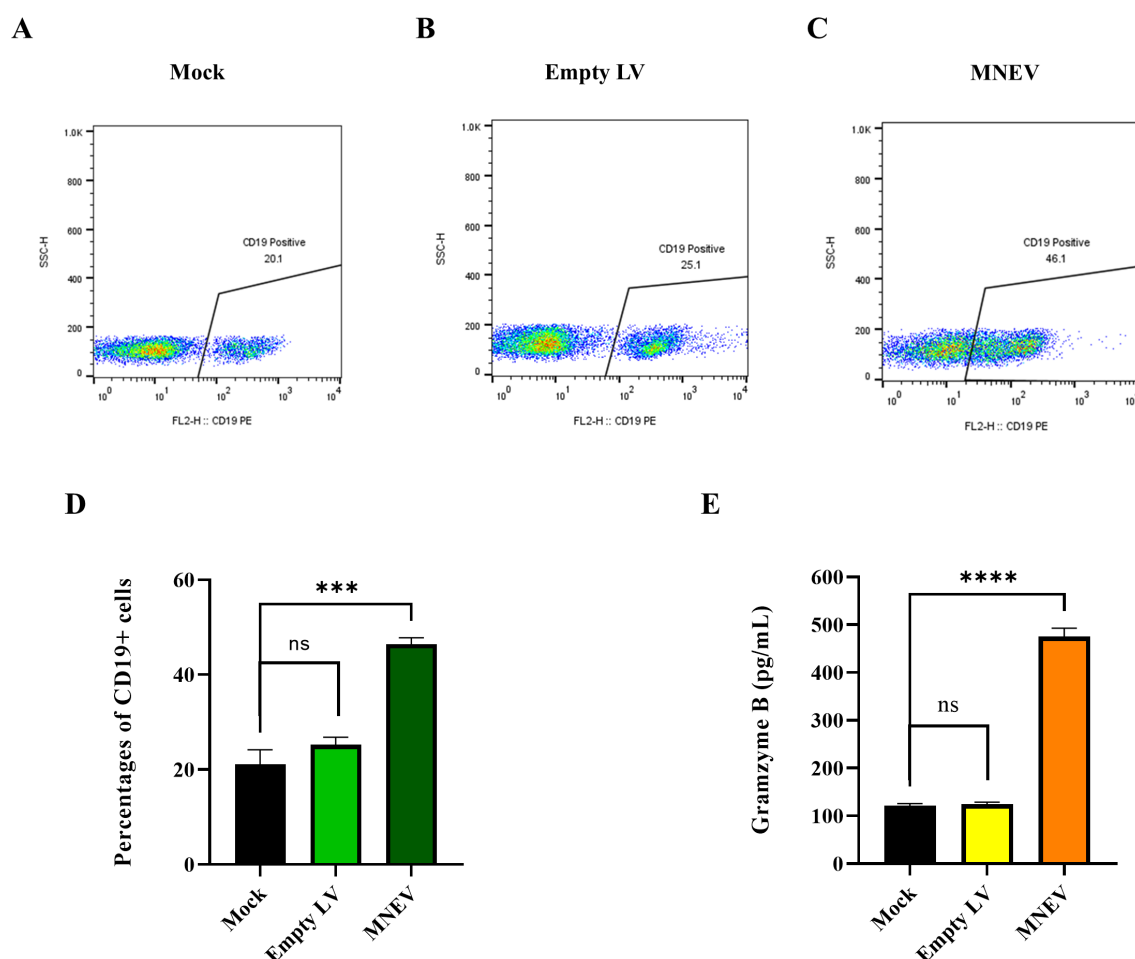 A
B
C
Mock
Empty LV
MNEV
1.0K
800
600
400
200
0
SSC-H
CD19 Positive
20.1
10^0
10^1
10^2
10^3
10^4
FL2-H :: CD19 PE
1.0K
800
600
400
200
0
SSC-H
CD19 Positive
25.1
10^0
10^1
10^2
10^3
10^4
FL2-H :: CD19 PE
1.0K
800
600
400
200
0
SSC-H
CD19 Positive
46.1
10^0
10^1
10^2
10^3
10
FL2-H :: CD19 PE
D
Percentages of CD19+ cells
60
40
20
0
***
ns
Mock
Empty LV
MNEV
E
Gramzyme B (pg/mL)
600
500
400
300
200
100
0
****
ns
Mock
Empty LV
MNEV